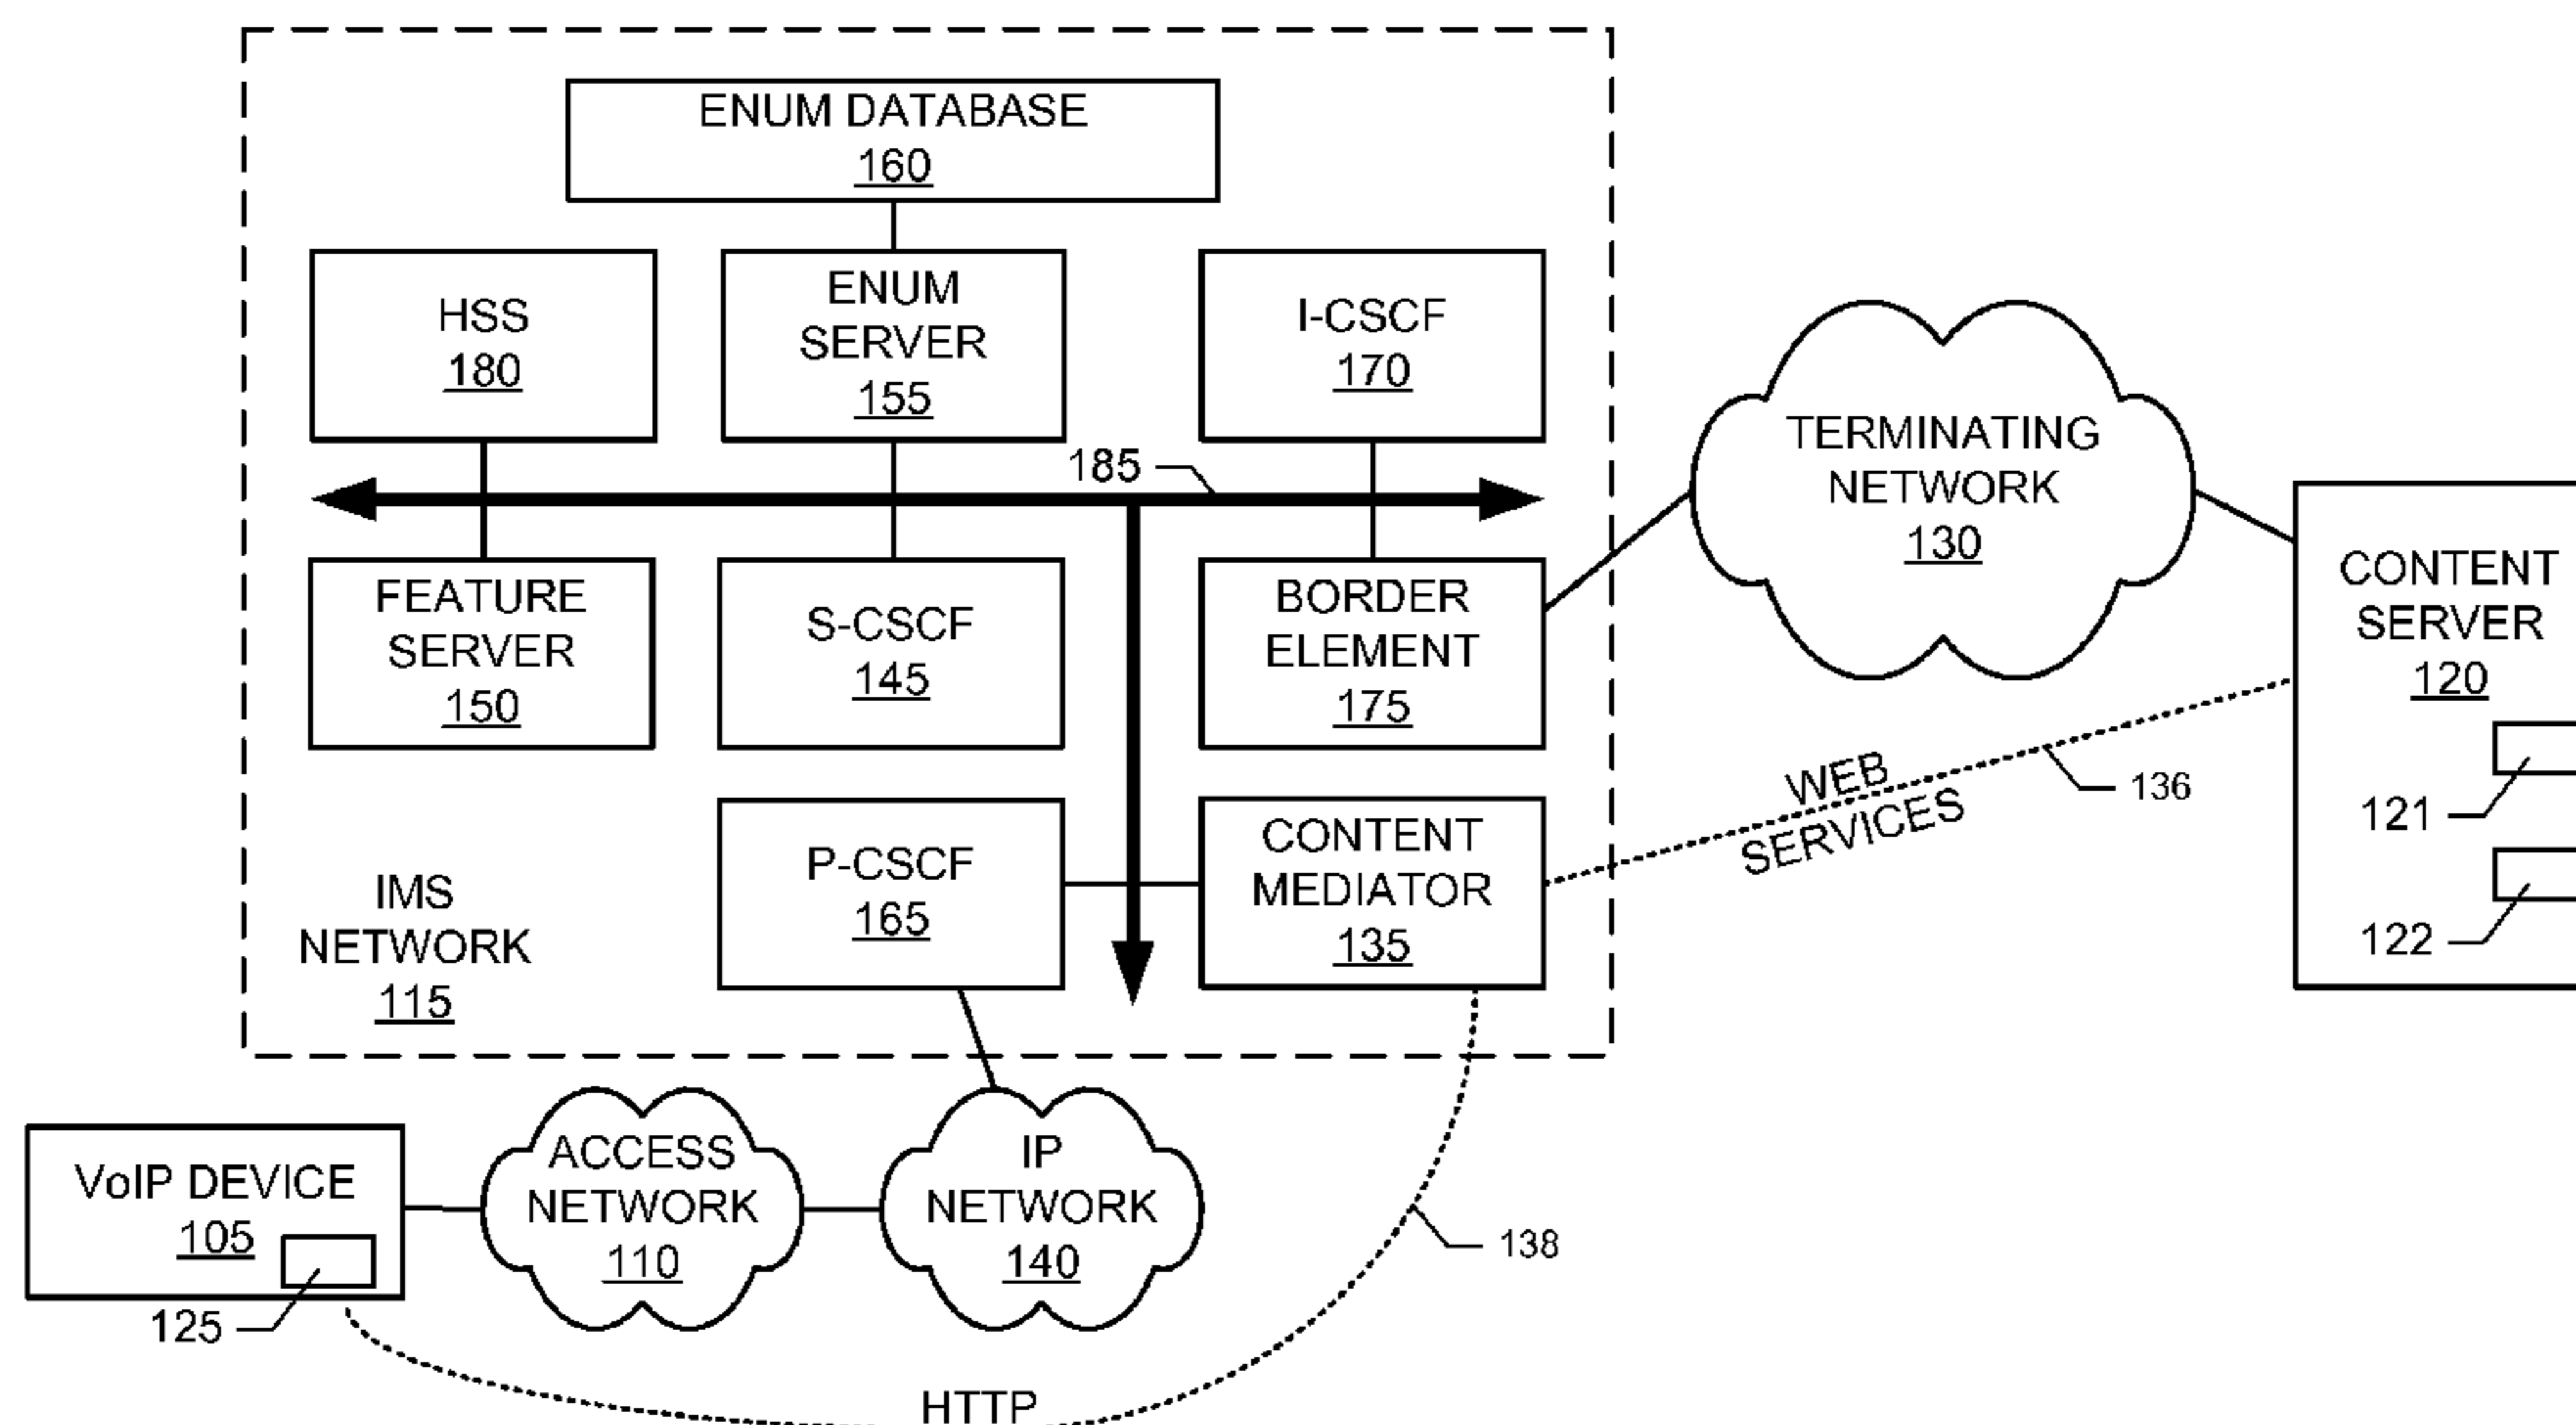 ENUM DATABASE
160
HSS
180
ENUM
SERVER
155
I-CSCF
170
185
FEATURE
SERVER
150
S-CSCF
145
BORDER
ELEMENT
175
TERMINATING
NETWORK
130
CONTENT
SERVER
120
121
122
WEB
SERVICES
136
P-CSCF
165
CONTENT
MEDIATOR
135
IMS
NETWORK
115
VoIP DEVICE
105
125
ACCESS
NETWORK
110
IP
NETWORK
140
138
HTTP